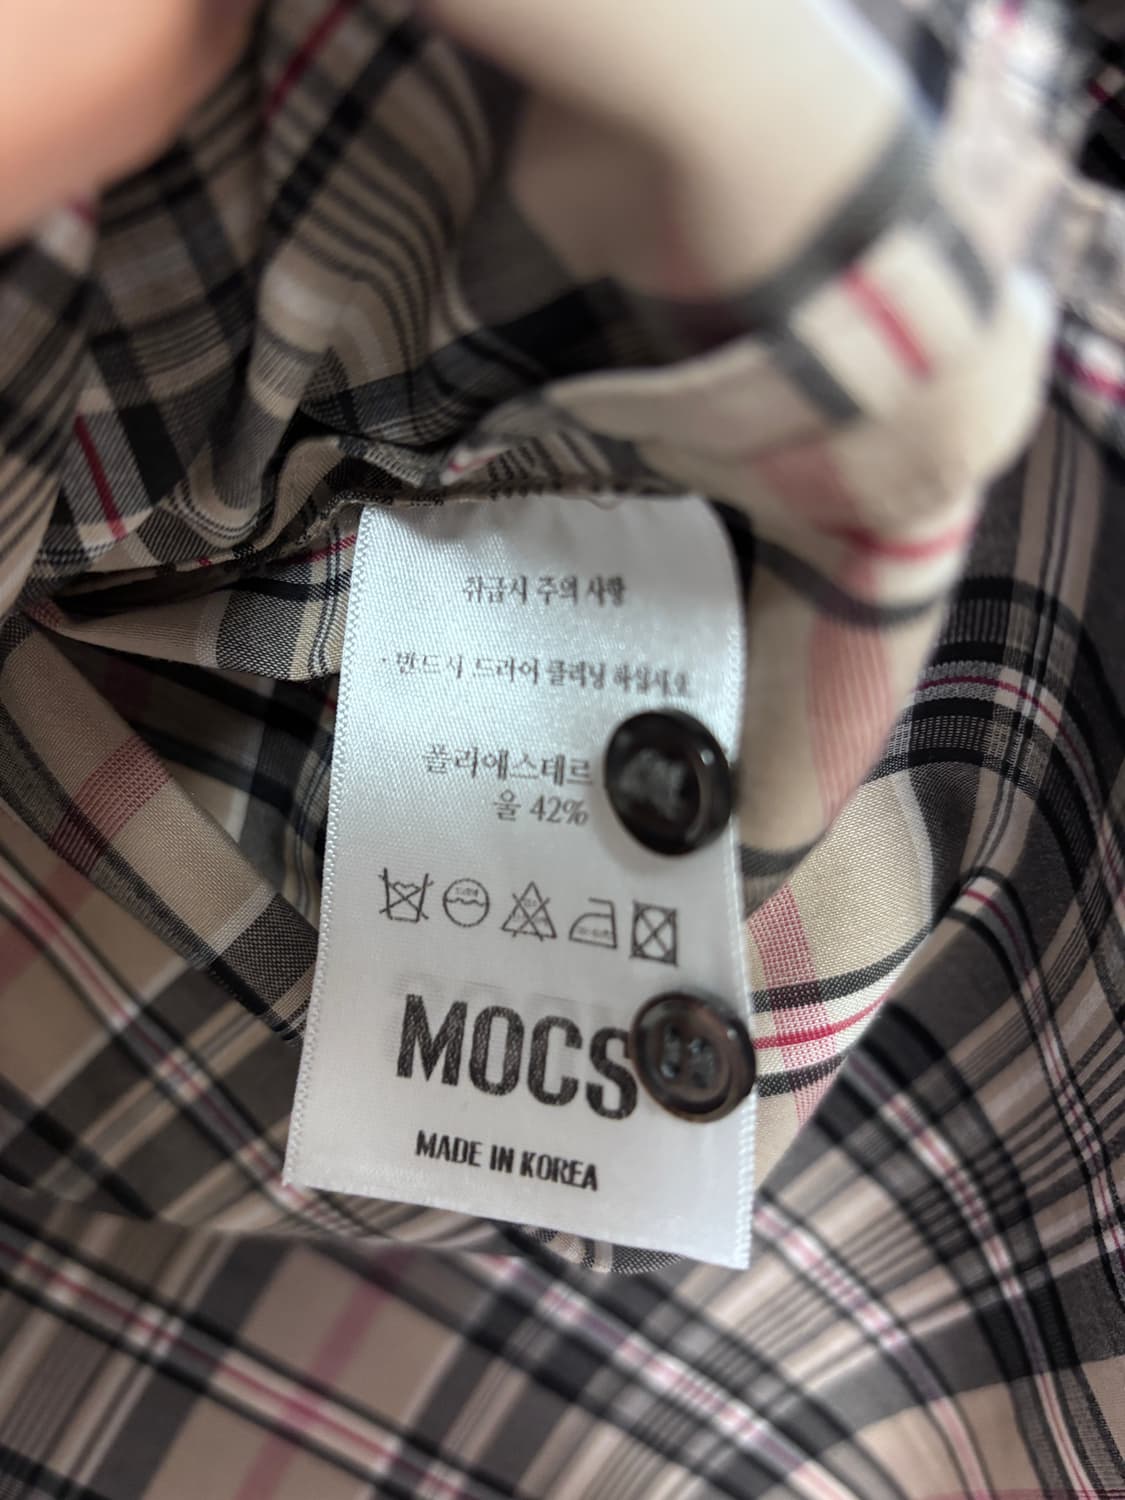 취급시 주의 사항
- 반드시 드라이 클리닝 하십시오
폴리에스테르
울 42%
MOCS
MADE IN KOREA